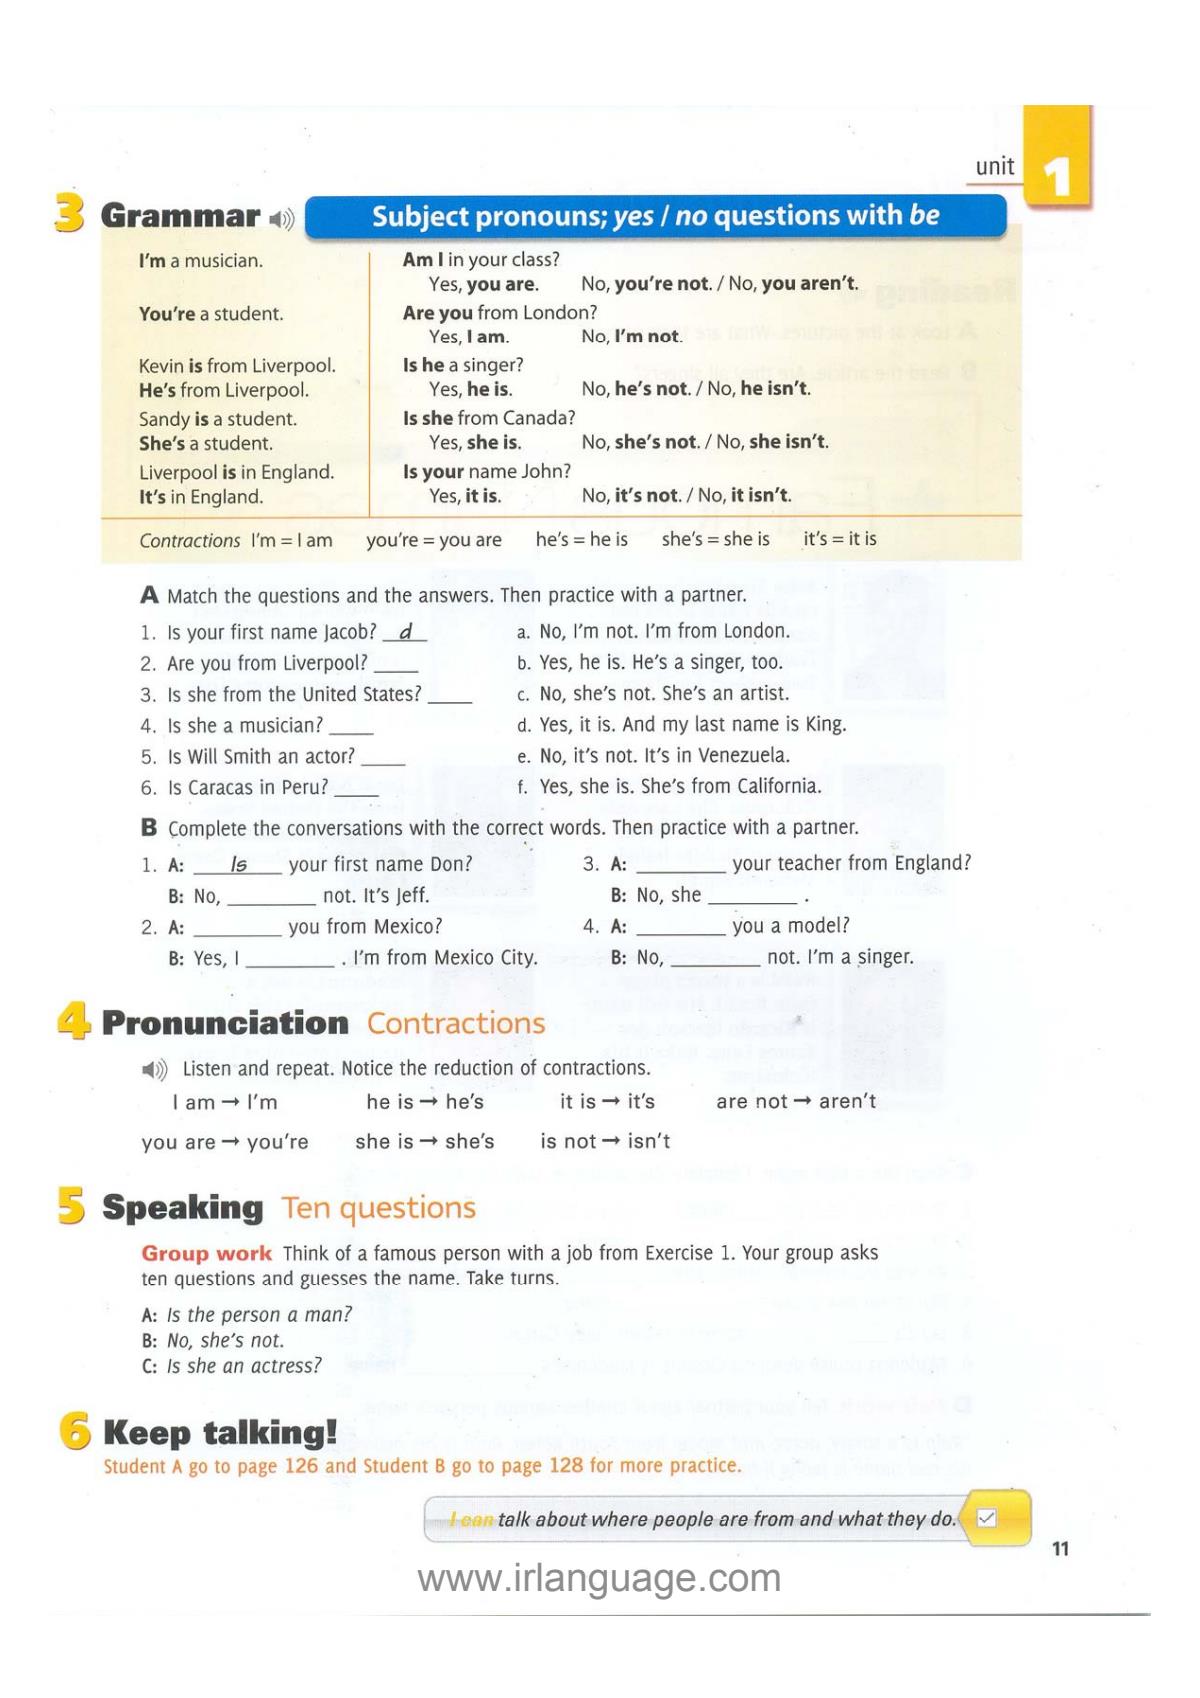 unit 1
3 Grammar Subject pronouns; yes / no questions with be
I'm a musician.
Am I in your class?
Yes, you are. No, you're not. / No, you aren't.
You're a student.
Are you from London?
Yes, I am. No, I'm not.
Kevin is from Liverpool.
He's from Liverpool.
Is he a singer?
Yes, he is. No, he's not. / No, he isn't.
Sandy is a student.
She's a student.
Is she from Canada?
Yes, she is. No, she's not. / No, she isn't.
Liverpool is in England.
It's in England.
Is your name John?
Yes, it is. No, it's not. / No, it isn't.
Contractions I'm = I am you're = you are he's = he is she's = she is it's = it is
A Match the questions and the answers. Then practice with a partner.
1. Is your first name Jacob? d
2. Are you from Liverpool? ____
3. Is she from the United States? ____
4. Is she a musician? ____
5. Is Will Smith an actor? ____
6. Is Caracas in Peru? ____
a. No, I'm not. I'm from London.
b. Yes, he is. He's a singer, too.
c. No, she's not. She's an artist.
d. Yes, it is. And my last name is King.
e. No, it's not. It's in Venezuela.
f. Yes, she is. She's from California.
B Complete the conversations with the correct words. Then practice with a partner.
1. A: Is your first name Don?
B: No, ________ not. It's Jeff.
2. A: ________ you from Mexico?
B: Yes, I ________ . I'm from Mexico City.
3. A: ________ your teacher from England?
B: No, she ________ .
4. A: ________ you a model?
B: No, ________ not. I'm a singer.
4 Pronunciation Contractions
Listen and repeat. Notice the reduction of contractions.
I am → I'm he is → he's it is → it's are not → aren't
you are → you're she is → she's is not → isn't
5 Speaking Ten questions
Group work Think of a famous person with a job from Exercise 1. Your group asks
ten questions and guesses the name. Take turns.
A: Is the person a man?
B: No, she's not.
C: Is she an actress?
6 Keep talking!
Student A go to page 126 and Student B go to page 128 for more practice.
I can talk about where people are from and what they do.
11
www.irlanguage.com